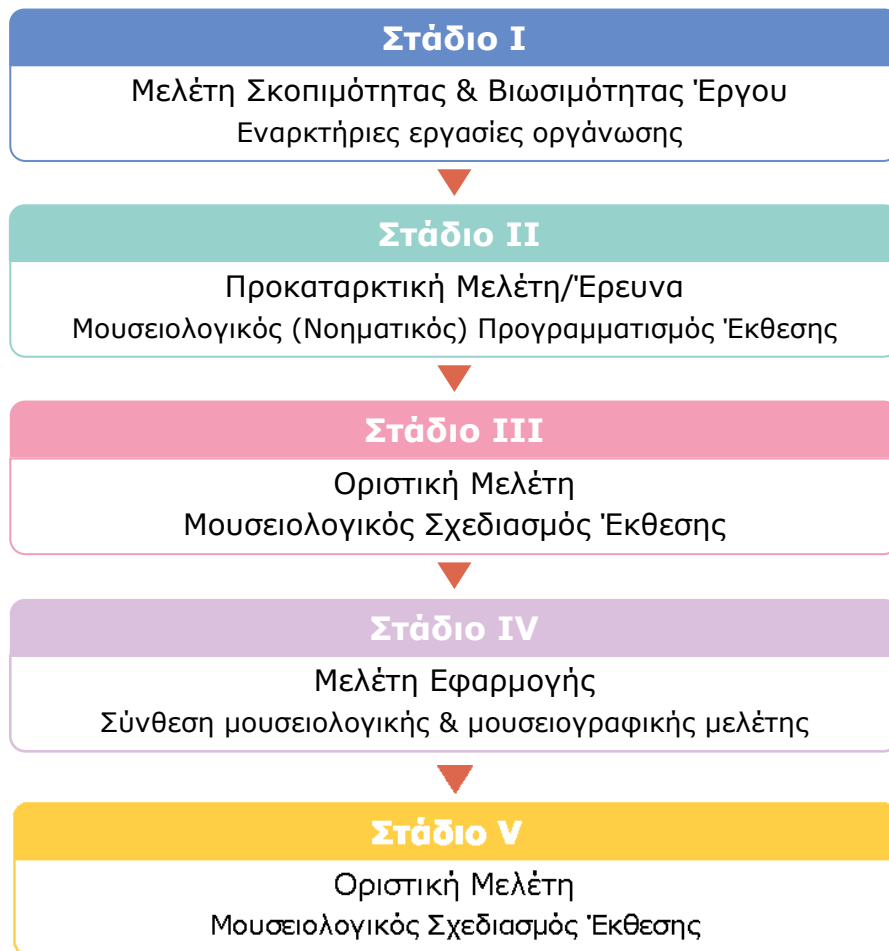 Στάδιο I
Μελέτη Σκοπιμότητας & Βιωσιμότητας Έργου
Εναρκτήριες εργασίες οργάνωσης
Στάδιο II
Προκαταρκτική Μελέτη/Έρευνα
Μουσειολογικός (Νοηματικός) Προγραμματισμός Έκθεσης
Στάδιο III
Οριστική Μελέτη
Μουσειολογικός Σχεδιασμός Έκθεσης
Στάδιο IV
Μελέτη Εφαρμογής
Σύνθεση μουσειολογικής & μουσειογραφικής μελέτης
Στάδιο V
Οριστική Μελέτη
Μουσειολογικός Σχεδιασμός Έκθεσης